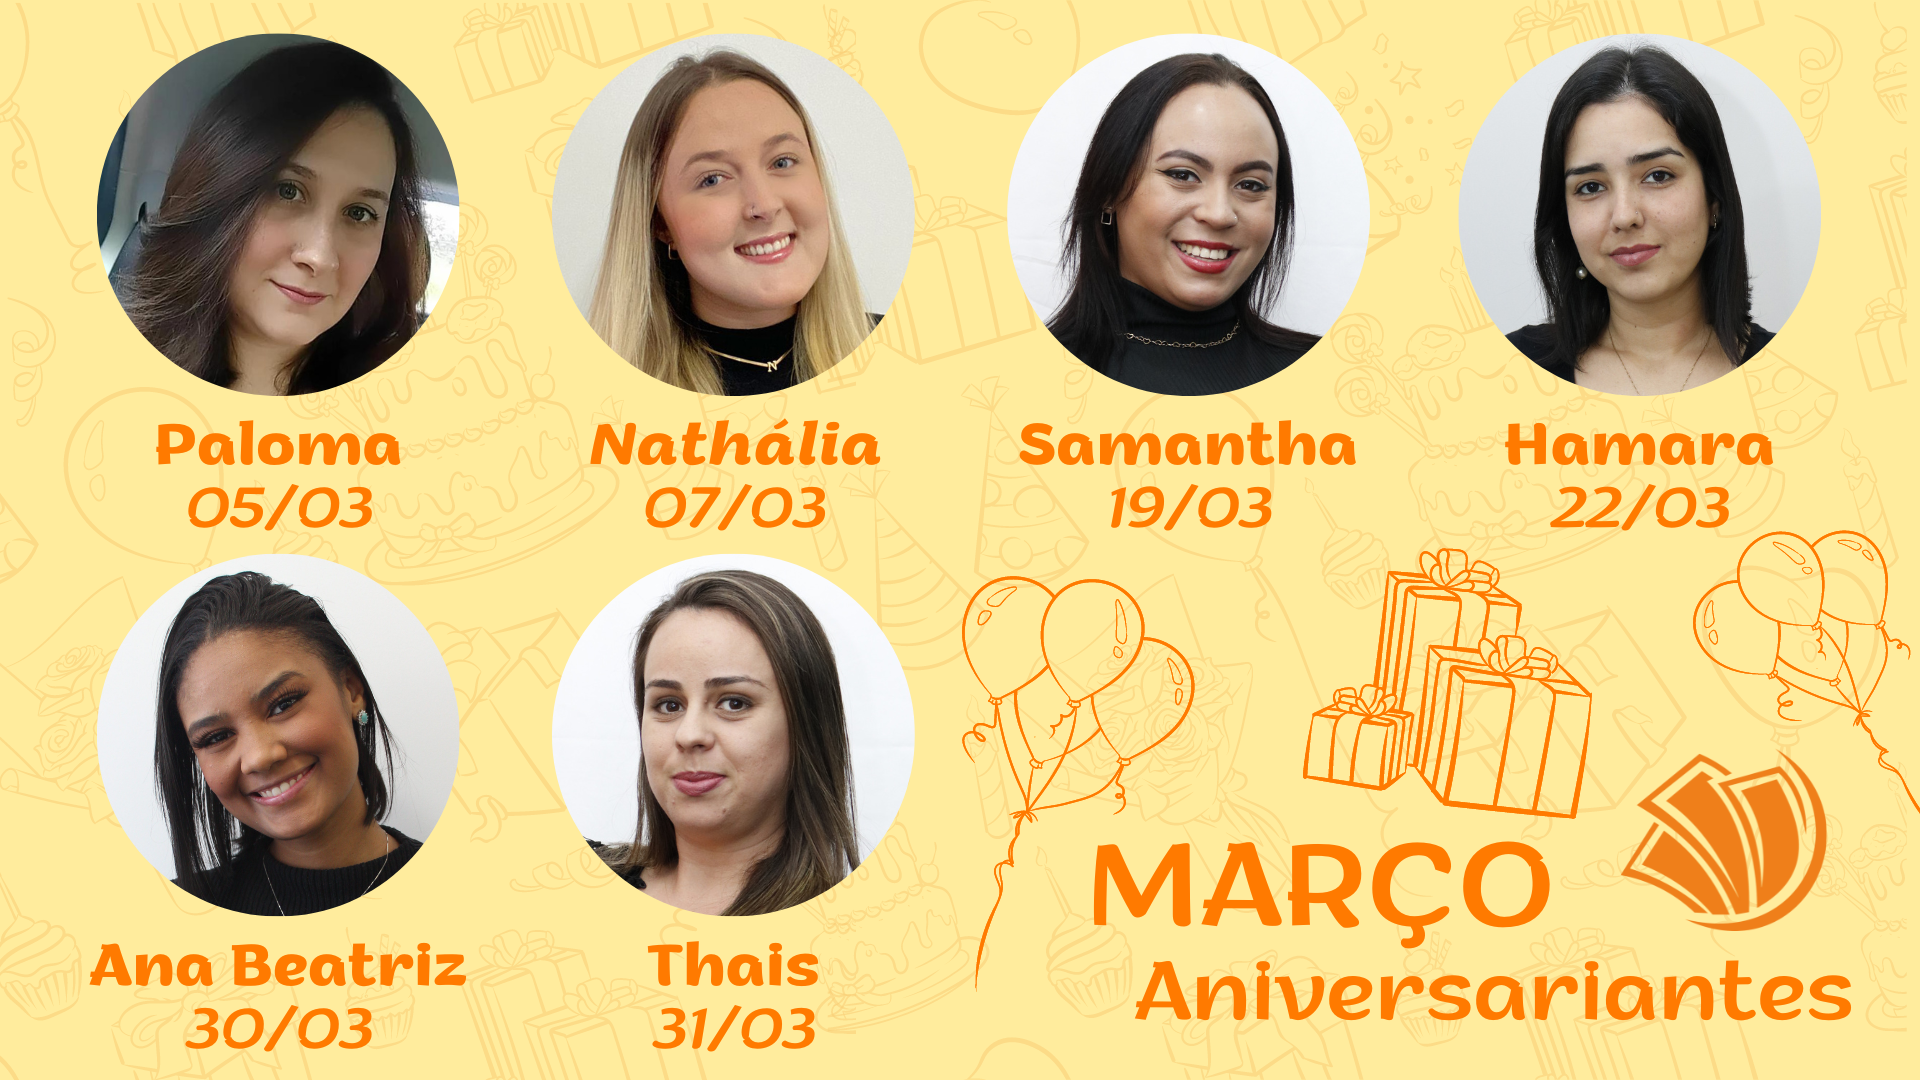 Paloma
05/03
Nathália
07/03
Samantha
19/03
Hamara
22/03
Ana Beatriz
30/03
Thais
31/03
MARÇO
Aniversariantes
N